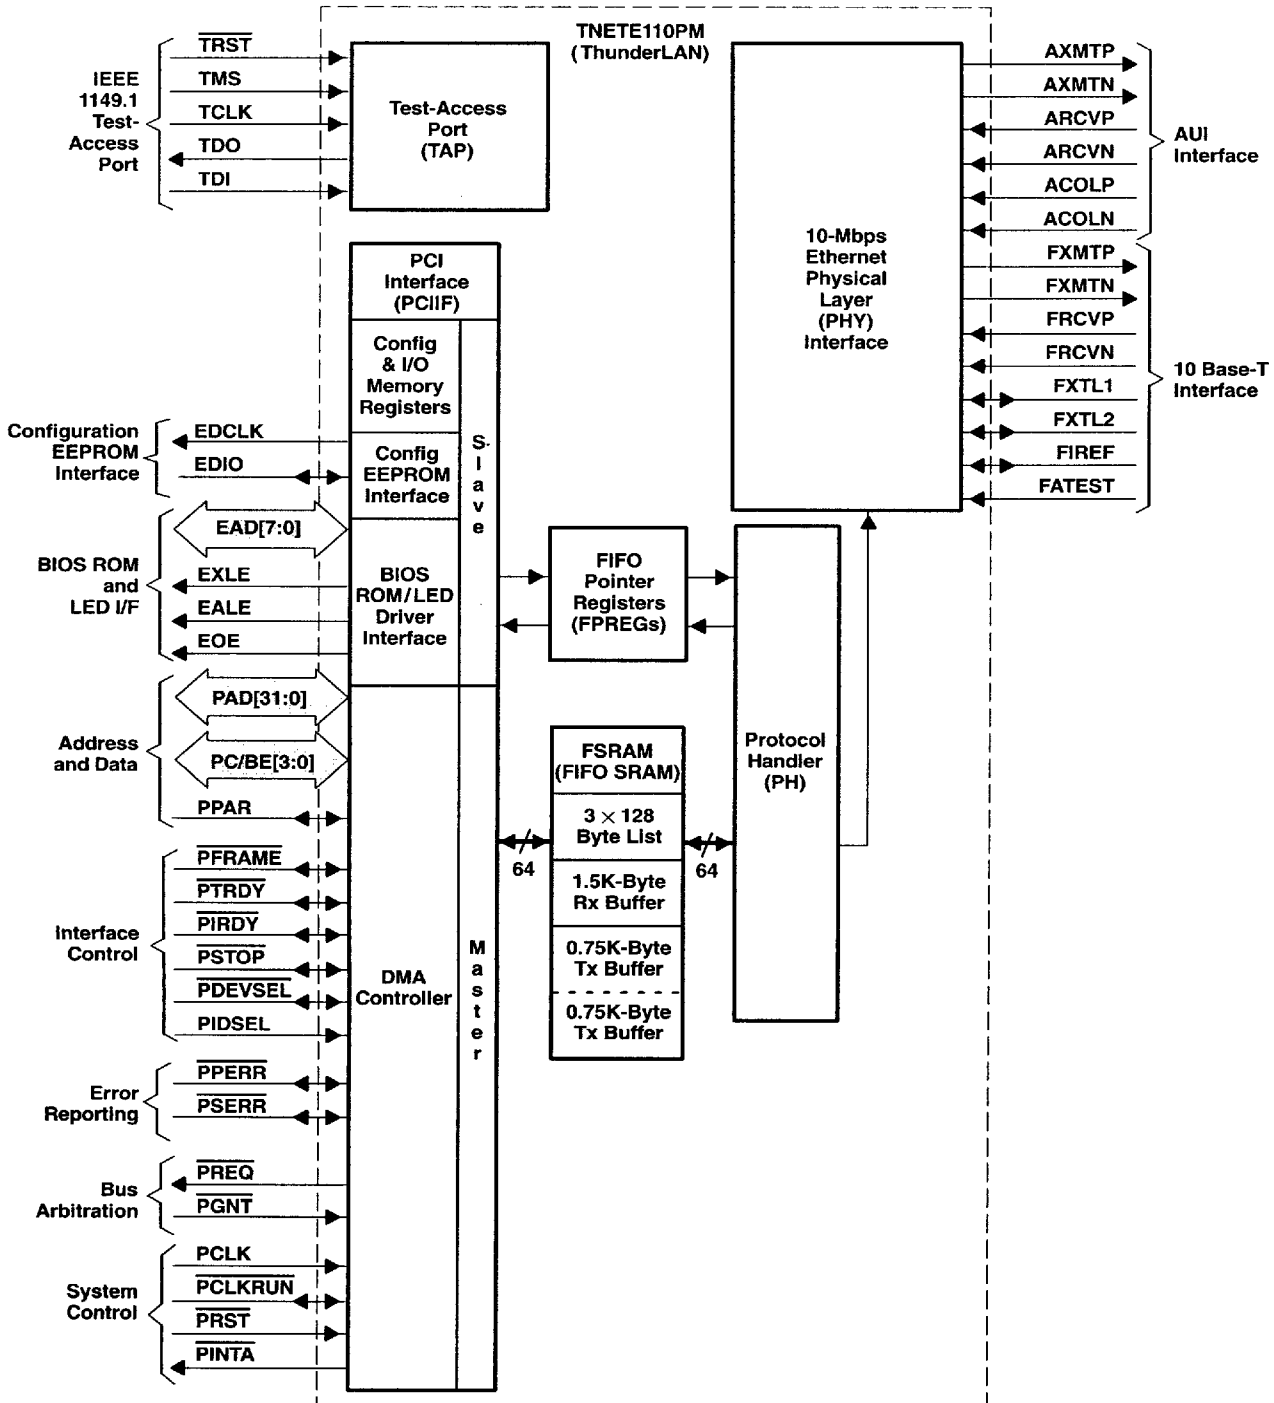 TNETE110PM
(ThunderLAN)
IEEE
1149.1
Test-
Access
Port
TRST
TMS
TCLK
TDO
TDI
Test-Access
Port
(TAP)
PCI
Interface
(PCIIF)
Config
& I/O
Memory
Registers
Config
EEPROM
Interface
BIOS
ROM/LED
Driver
Interface
Slave
DMA
Controller
Master
Configuration
EEPROM
Interface
EDCLK
EDIO
BIOS ROM
and
LED I/F
EAD[7:0]
EXLE
EALE
EOE
Address
and Data
PAD[31:0]
PC/BE[3:0]
PPAR
Interface
Control
PFRAME
PTRDY
PIRDY
PSTOP
PDEVSEL
PIDSEL
Error
Reporting
PPERR
PSERR
Bus
Arbitration
PREQ
PGNT
System
Control
PCLK
PCLKRUN
PRST
PINTA
FIFO
Pointer
Registers
(FPREGs)
FSRAM
(FIFO SRAM)
3 × 128
Byte List
1.5K-Byte
Rx Buffer
0.75K-Byte
Tx Buffer
0.75K-Byte
Tx Buffer
64
64
Protocol
Handler
(PH)
10-Mbps
Ethernet
Physical
Layer
(PHY)
Interface
AXMTP
AXMTN
ARCVP
ARCVN
ACOLP
ACOLN
AUI
Interface
FXMTP
FXMTN
FRCVP
FRCVN
FXTL1
FXTL2
FIREF
FATEST
10 Base-T
Interface